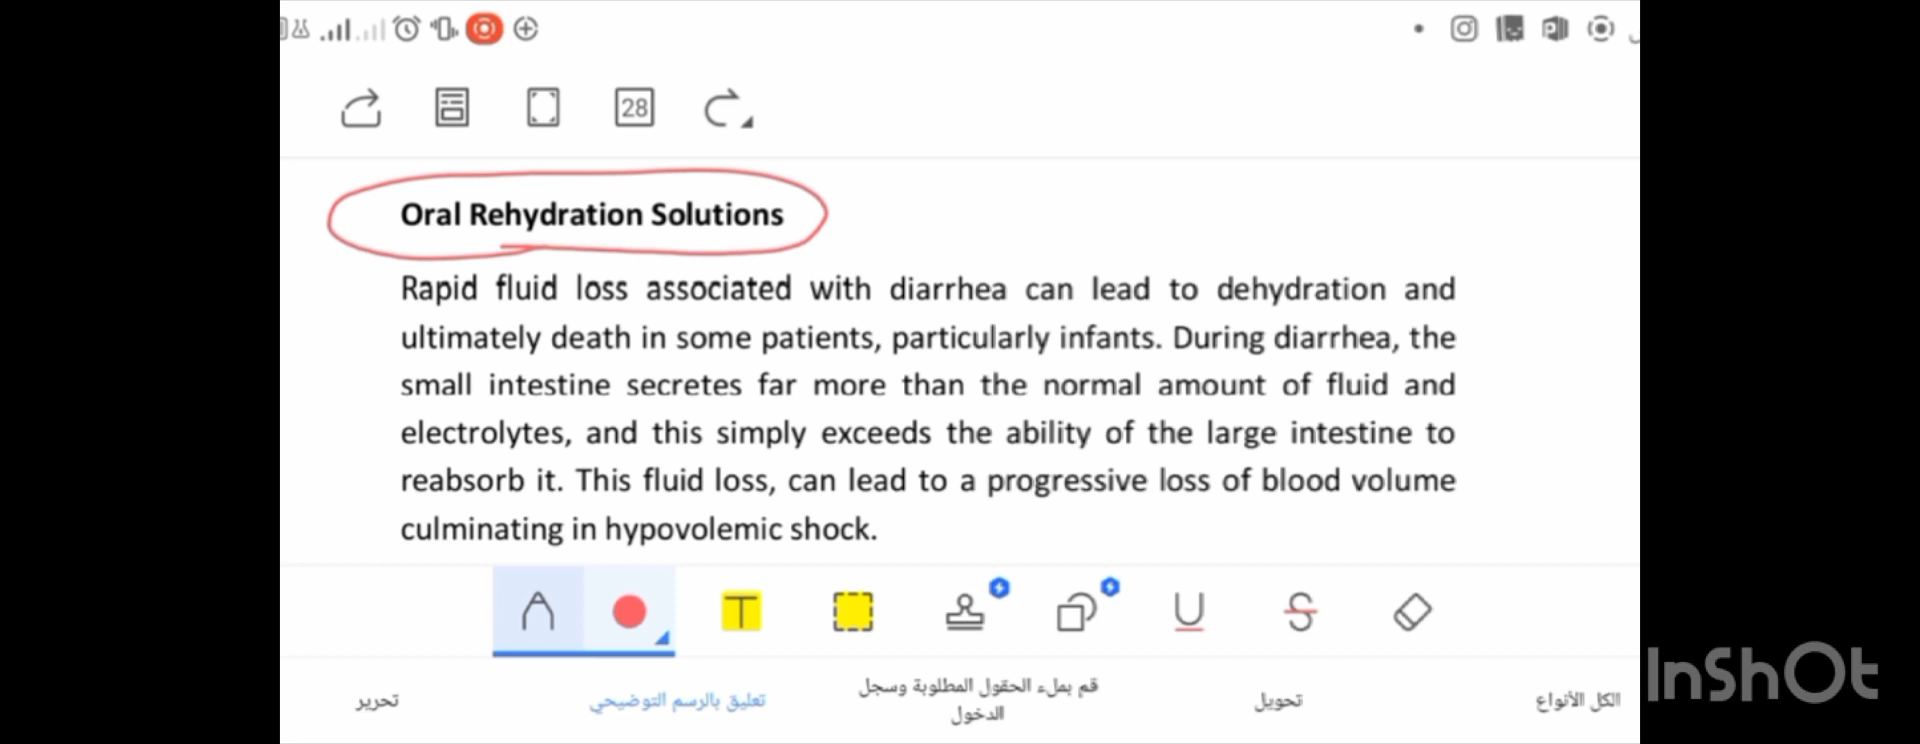 28
Oral Rehydration Solutions
Rapid fluid loss associated with diarrhea can lead to dehydration and
ultimately death in some patients, particularly infants. During diarrhea, the
small intestine secretes far more than the normal amount of fluid and
electrolytes, and this simply exceeds the ability of the large intestine to
reabsorb it. This fluid loss, can lead to a progressive loss of blood volume
culminating in hypovolemic shock.
الكل الأنواع
تحويل
قم بملء الحقول المطلوبة وسجل
الدخول
تعليق بالرسم التوضيحي
تحرير
InShOt